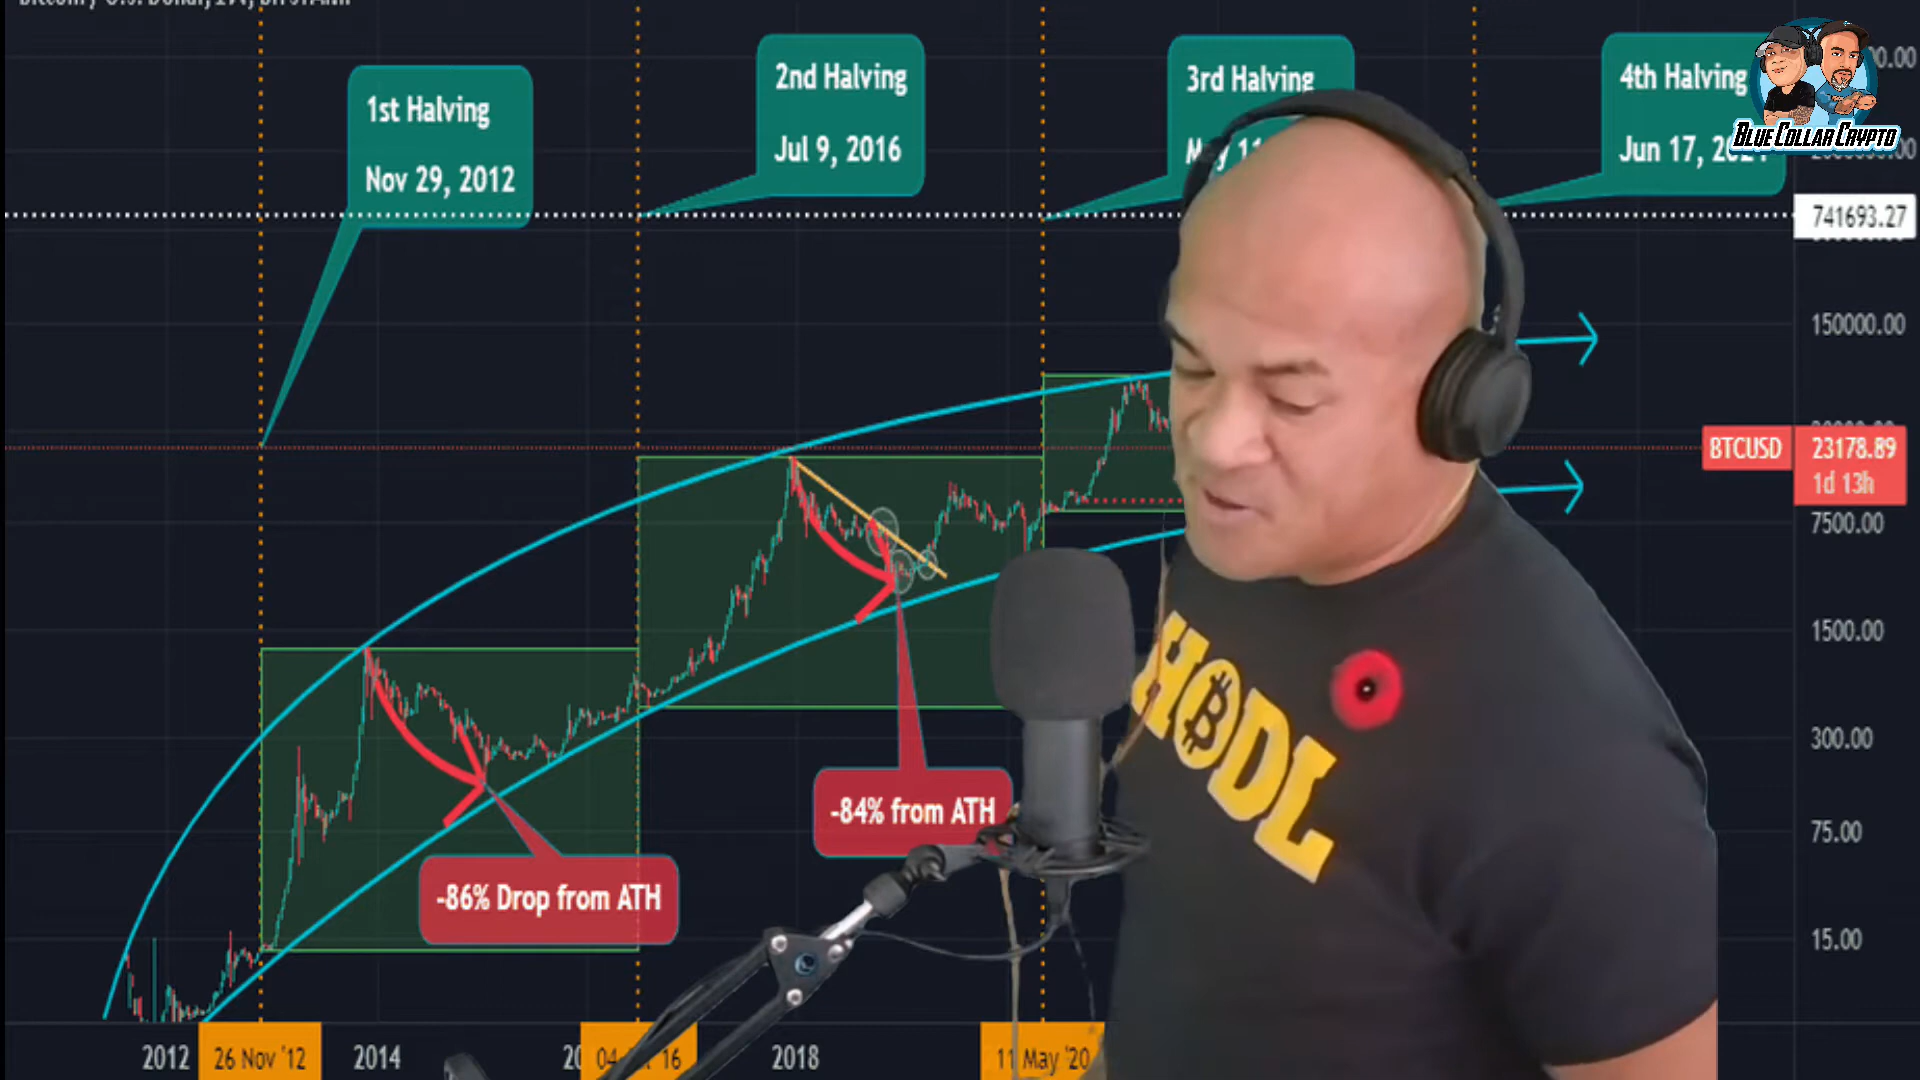 1st Halving
Nov 29, 2012
2nd Halving
Jul 9, 2016
3rd Halving
4th Halving
Jun 17,
BLUE COLLAR CRYPTO
741693.27
150000.00
BTCUSD
23178.89
1d 13h
7500.00
1500.00
300.00
75.00
15.00
-84% from ATH
-86% Drop from ATH
HODL
2012
26 Nov '12
2014
2018
11 May '20